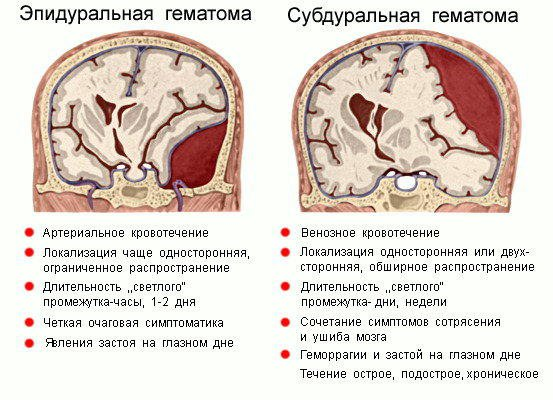 Эпидуральная гематома
Артериальное кровотечение
Локализация чаще односторонняя,
ограниченное распространение
Длительность ,,светлого"
промежутка-часы, 1-2 дня
Четкая очаговая симптоматика
Явления застоя на глазном дне
Субдуральная гематома
Венозное кровотечение
Локализация односторонняя или двух-
сторонняя, обширное распространение
Длительность ,,светлого"
промежутка- дни, недели
Сочетание симптомов сотрясения
и ушиба мозга
Геморрагии и застой на глазном дне
Течение острое, подострое, хроническое